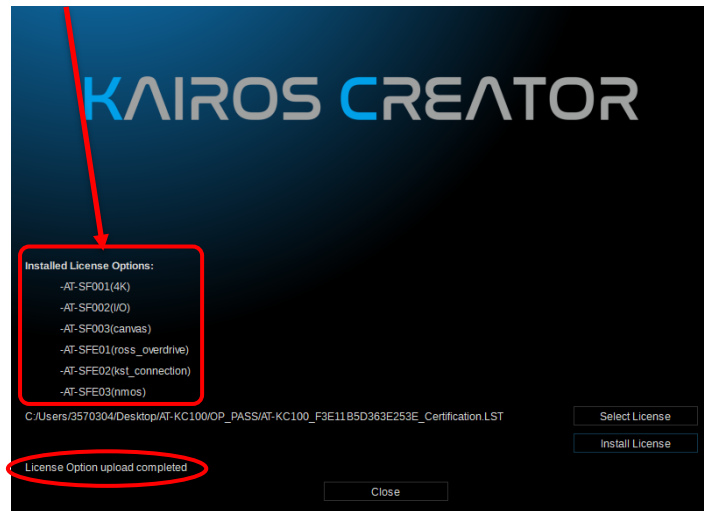 KAIROS CREATOR
Installed License Options:
-AT-SF001(4K)
-AT-SF002(I/O)
-AT-SF003(canvas)
-AT-SFE01(ross_overdrive)
-AT-SFE02(kst_connection)
-AT-SFE03(nmos)
C:/Users/3570304/Desktop/AT-KC100/OP_PASS/AT-KC100_F3E11B5D363E253E_Certification.LST
Select License
Install License
License Option upload completed
Close